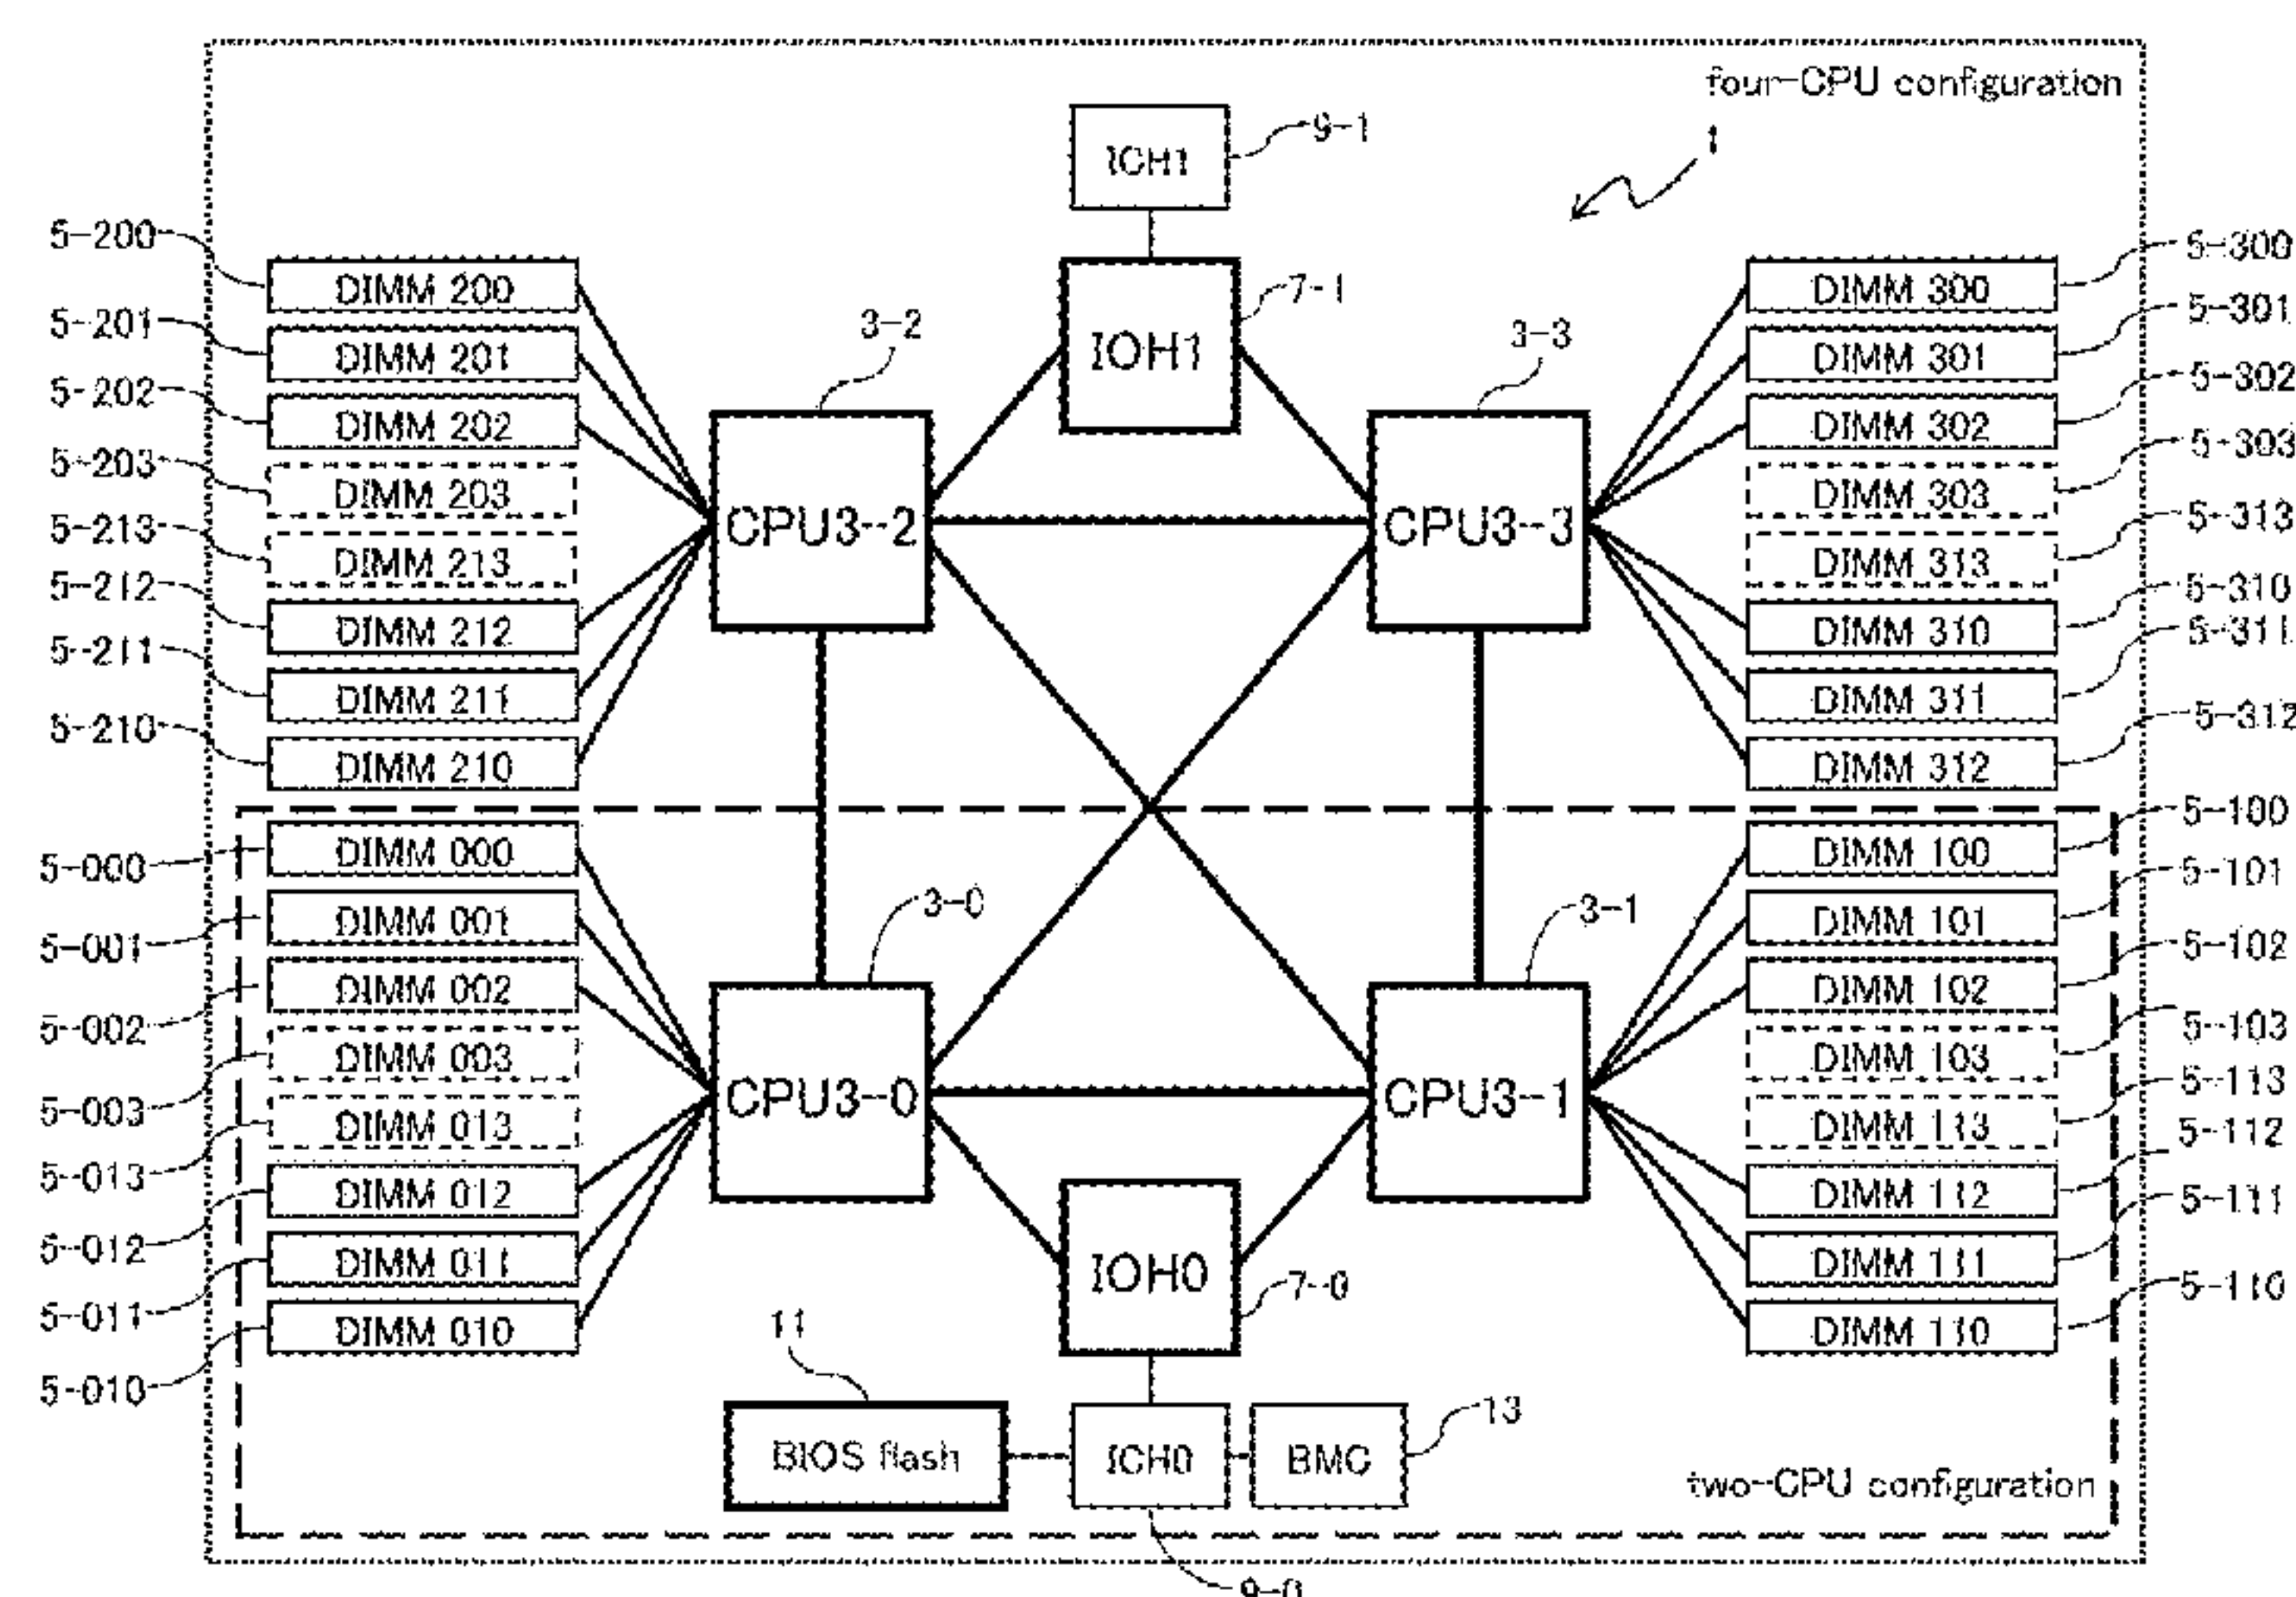 four-CPU configuration
1
ICH1
9-1
IOH1
7-1
5-200
5-201
5-202
5-203
5-213
5-212
5-211
5-210
DIMM 200
DIMM 201
DIMM 202
DIMM 203
DIMM 213
DIMM 212
DIMM 211
DIMM 210
3-2
CPU3-2
3-3
CPU3-3
DIMM 300
DIMM 301
DIMM 302
DIMM 303
DIMM 313
DIMM 310
DIMM 311
DIMM 312
5-300
5-301
5-302
5-303
5-313
5-310
5-311
5-312
5-000
5-001
5-002
5-003
5-013
5-012
5-011
5-010
DIMM 000
DIMM 001
DIMM 002
DIMM 003
DIMM 013
DIMM 012
DIMM 011
DIMM 010
3-0
CPU3-0
3-1
CPU3-1
DIMM 100
DIMM 101
DIMM 102
DIMM 103
DIMM 113
DIMM 112
DIMM 111
DIMM 110
5-100
5-101
5-102
5-103
5-113
5-112
5-111
5-110
IOH0
7-0
11
BIOS flash
ICH0
BMC
13
9-0
two-CPU configuration